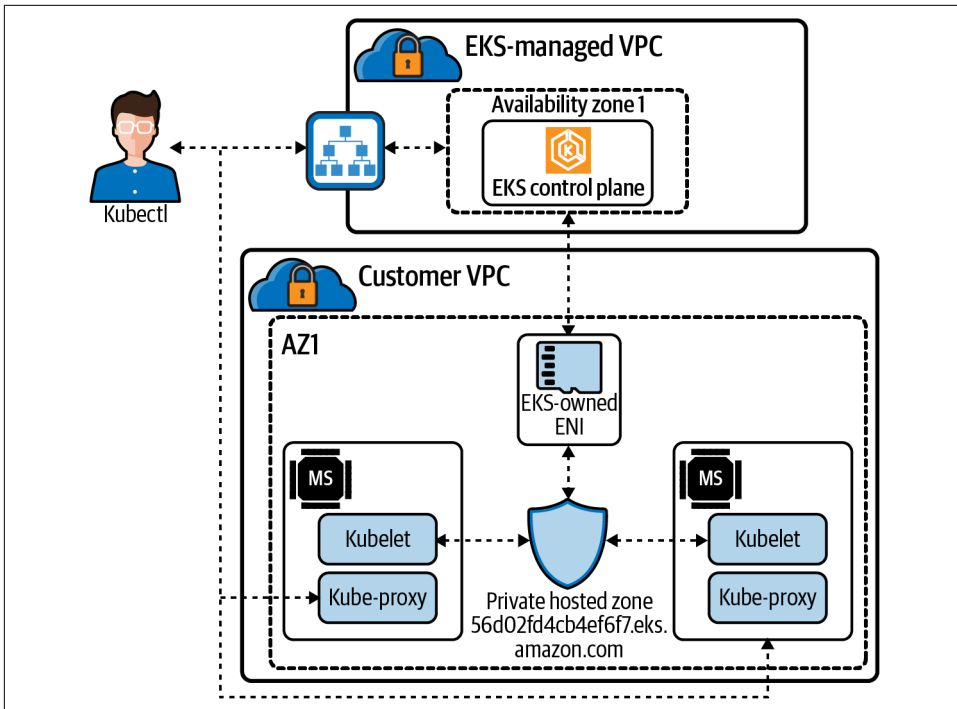 EKS-managed VPC
Availability zone 1
K
EKS control plane
Kubectl
Customer VPC
AZ1
EKS-owned
ENI
MS
Kubelet
Kube-proxy
MS
Kubelet
Kube-proxy
Private hosted zone
56d02fd4cb4ef6f7.eks.
amazon.com